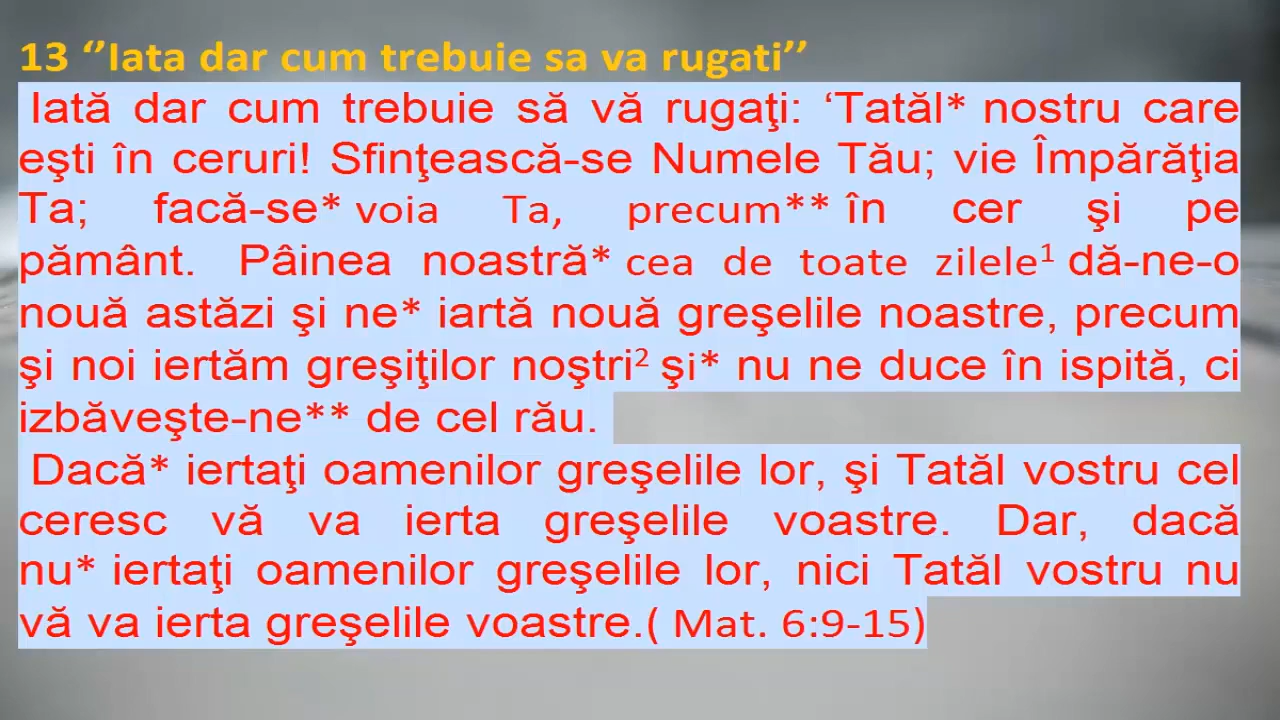 13 ‘’Iata dar cum trebuie sa va rugati’’
Iată dar cum trebuie să vă rugaţi: ‘Tatăl* nostru care
eşti în ceruri! Sfinţească-se Numele Tău; vie Împărăţia
Ta; facă-se* voia Ta, precum** în cer şi pe
pământ. Pâinea noastră* cea de toate zilele¹ dă-ne-o
nouă astăzi şi ne* iartă nouă greşelile noastre, precum
şi noi iertăm greşiţilor noştri² şi* nu ne duce în ispită, ci
izbăveşte-ne** de cel rău.
Dacă* iertaţi oamenilor greşelile lor, şi Tatăl vostru cel
ceresc vă va ierta greşelile voastre. Dar, dacă
nu* iertaţi oamenilor greşelile lor, nici Tatăl vostru nu
vă va ierta greşelile voastre.( Mat. 6:9-15)